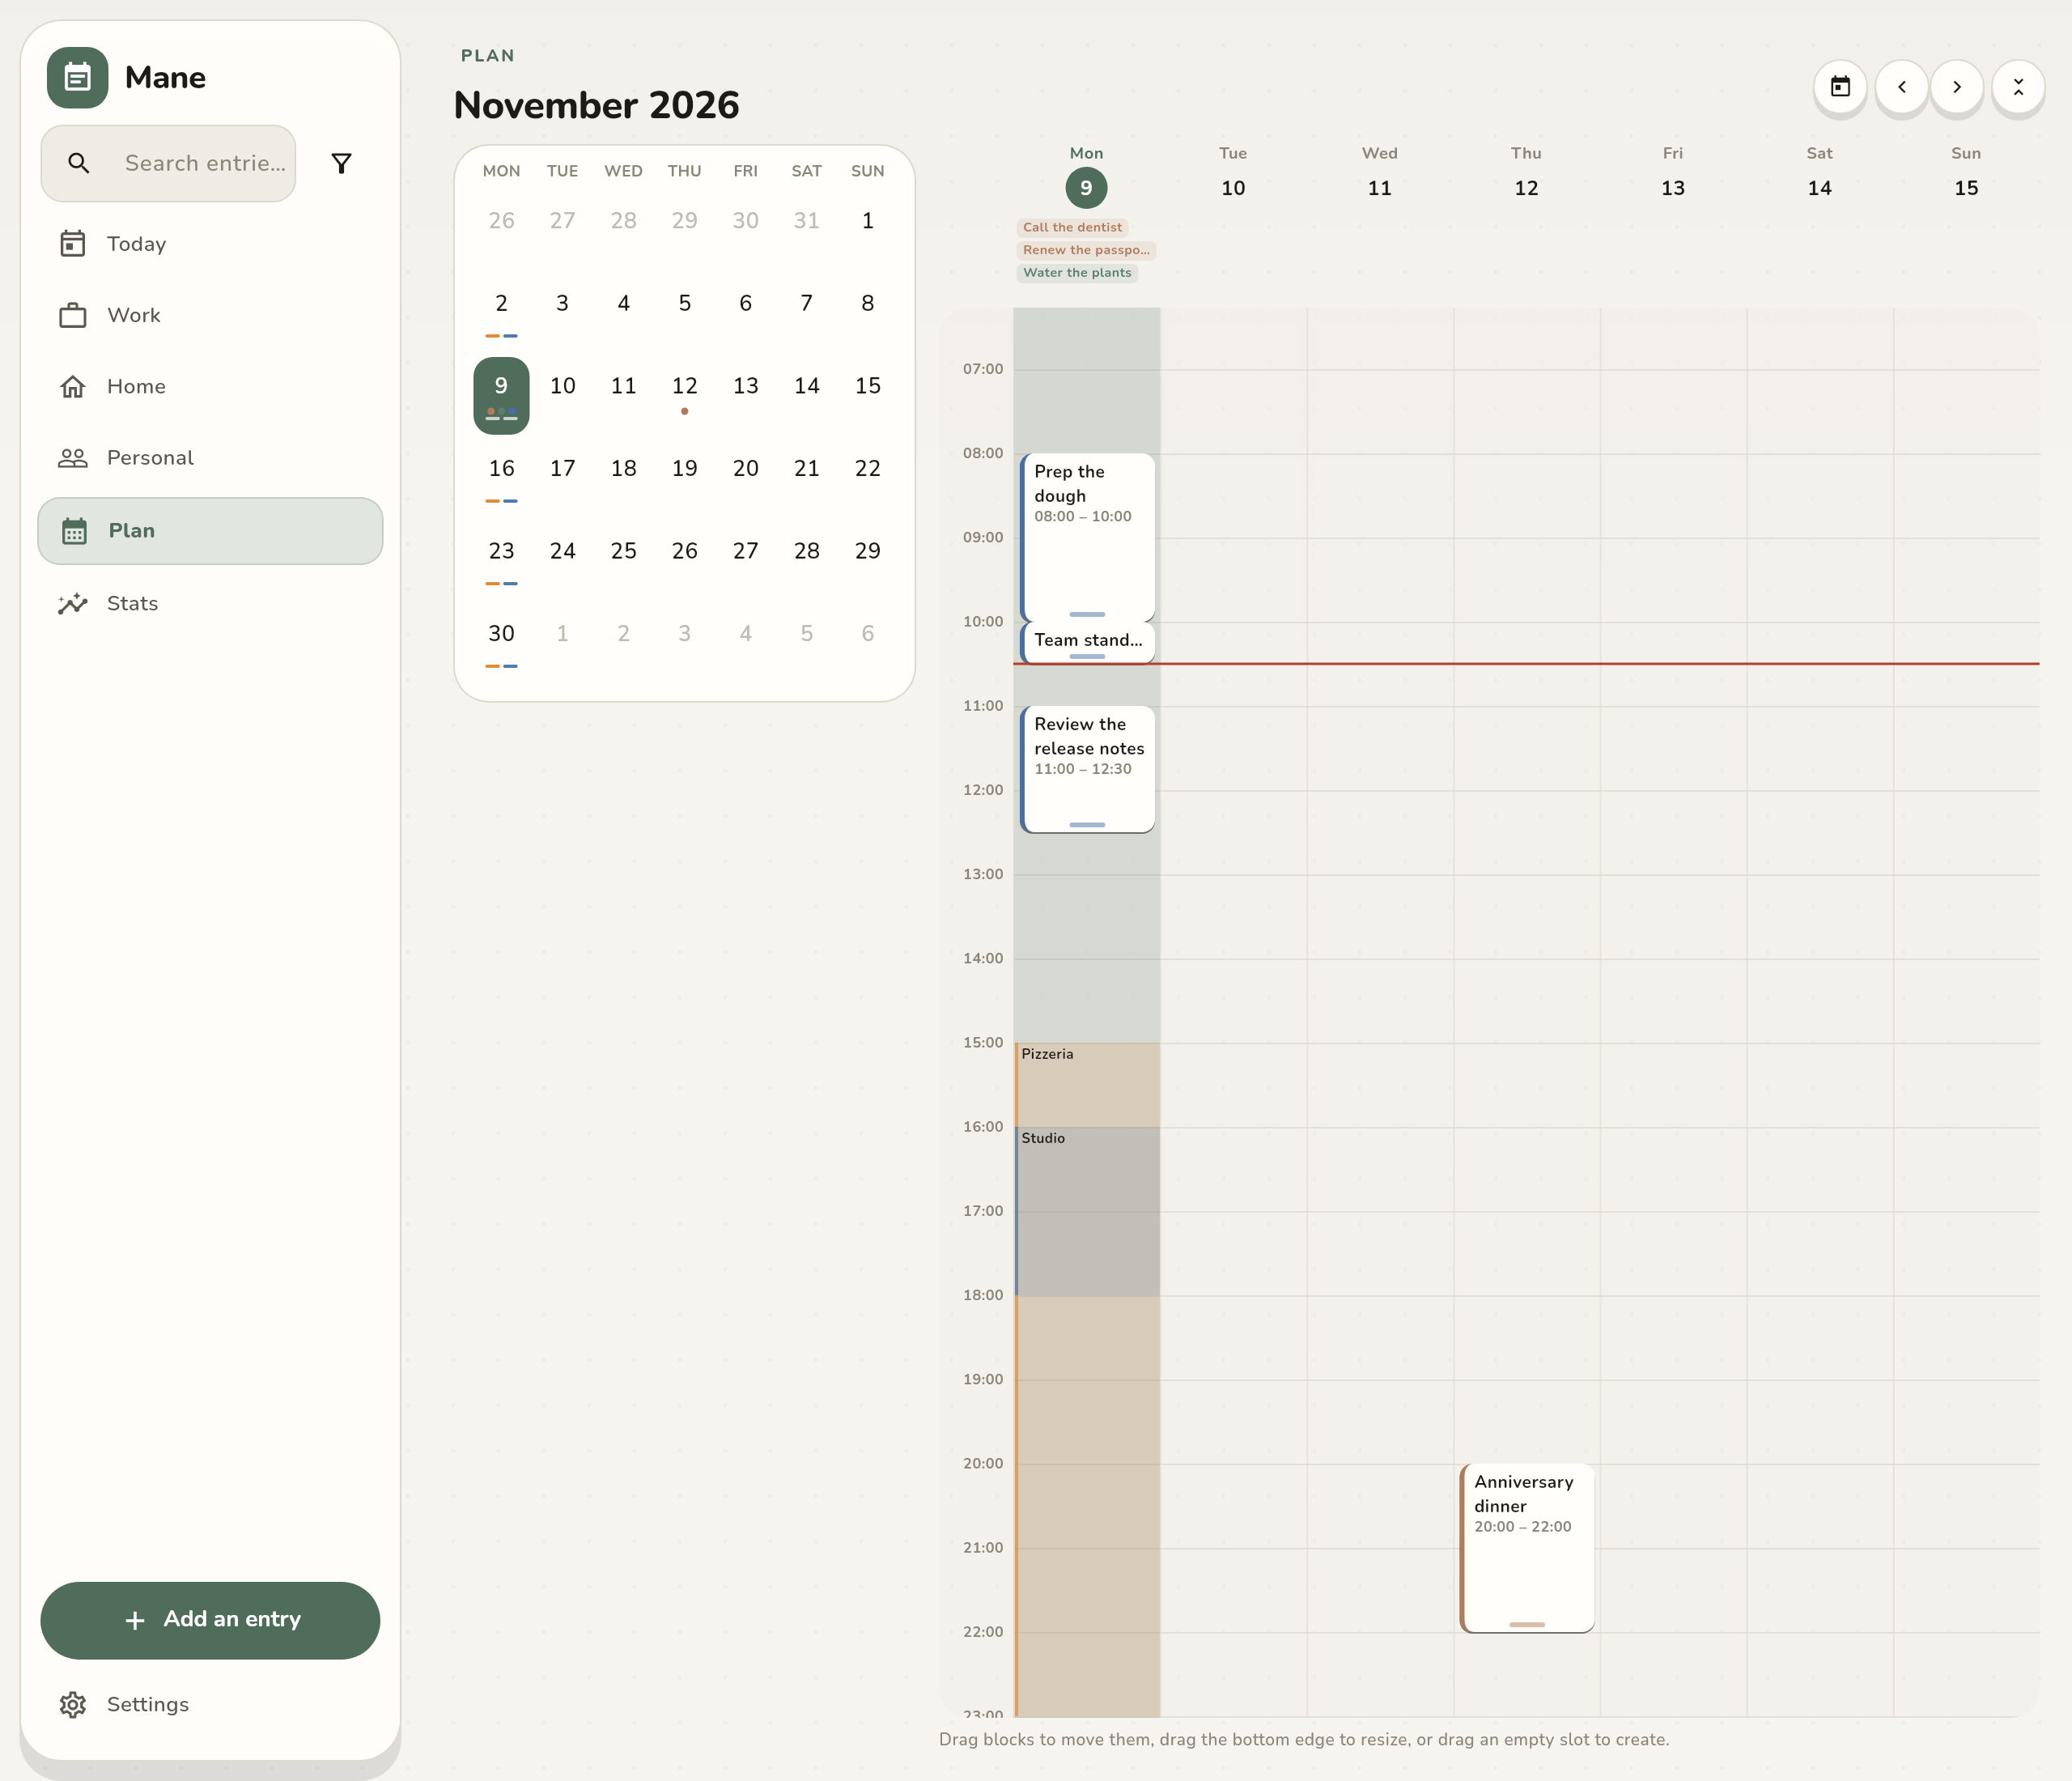 Mane
Search entrie...
Today
Work
Home
Personal
Plan
Stats
Add an entry
Settings
PLAN
November 2026
MON TUE WED THU FRI SAT SUN
26 27 28 29 30 31 1
2 3 4 5 6 7 8
9 10 11 12 13 14 15
16 17 18 19 20 21 22
23 24 25 26 27 28 29
30 1 2 3 4 5 6
Mon Tue Wed Thu Fri Sat Sun
9 10 11 12 13 14 15
Call the dentist
Renew the passpo...
Water the plants
07:00
08:00
Prep the
dough
08:00 – 10:00
09:00
10:00
Team stand...
11:00
Review the
release notes
11:00 – 12:30
12:00
13:00
14:00
15:00
Pizzeria
16:00
Studio
17:00
18:00
19:00
20:00
Anniversary
dinner
20:00 – 22:00
21:00
22:00
23:00
Drag blocks to move them, drag the bottom edge to resize, or drag an empty slot to create.